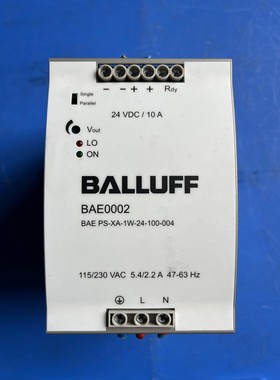 − − + + Rdy
Single
Parallel
24 VDC / 10 A
Vout
LO
ON
BALLUFF
BAE0002
BAE PS-XA-1W-24-100-004
115/230 VAC 5.4/2.2 A 47-63 Hz
L N